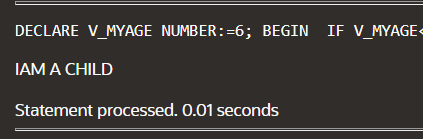 DECLARE V_MYAGE NUMBER:=6; BEGIN  IF V_MYAGE<
IAM A CHILD
Statement processed. 0.01 seconds